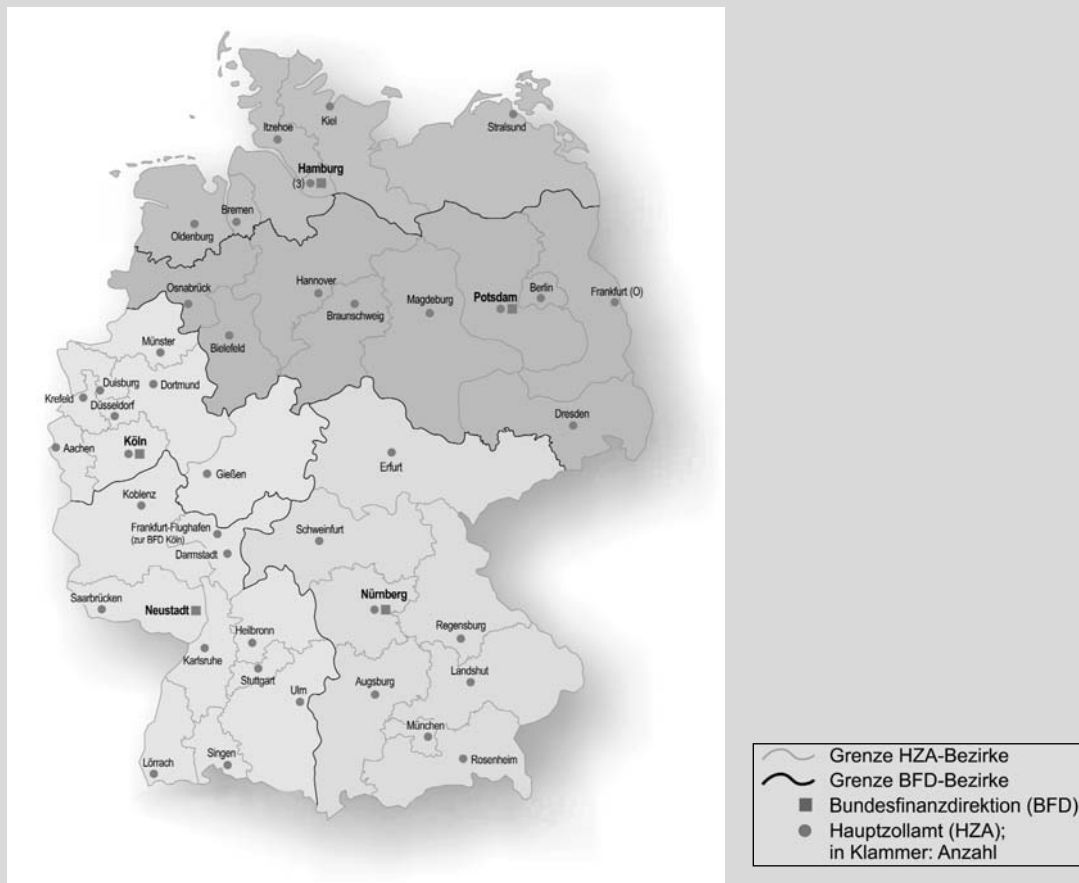 Kiel
Stralsund
Itzehoe
Hamburg
(3)
Bremen
Oldenburg
Osnabrück
Hannover
Braunschweig
Magdeburg
Potsdam
Berlin
Frankfurt (O)
Bielefeld
Münster
Duisburg
Dortmund
Krefeld
Düsseldorf
Dresden
Aachen
Köln
Erfurt
Gießen
Koblenz
Frankfurt-Flughafen
(zur BFD Köln)
Schweinfurt
Darmstadt
Saarbrücken
Neustadt
Nürnberg
Regensburg
Heilbronn
Karlsruhe
Stuttgart
Landshut
Augsburg
Ulm
München
Singen
Rosenheim
Lörrach
Grenze HZA-Bezirke
Grenze BFD-Bezirke
Bundesfinanzdirektion (BFD)
Hauptzollamt (HZA);
in Klammer: Anzahl